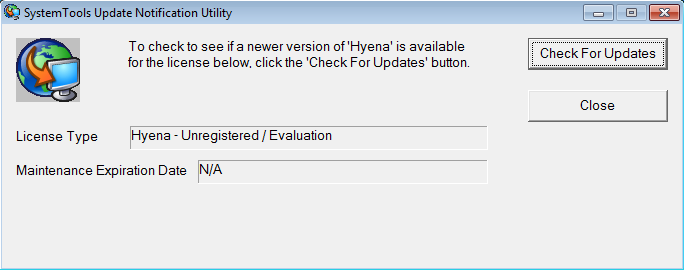 SystemTools Update Notification Utility
To check to see if a newer version of 'Hyena' is available
for the license below, click the 'Check For Updates' button.
Check For Updates
Close
License Type
Hyena - Unregistered / Evaluation
Maintenance Expiration Date
N/A